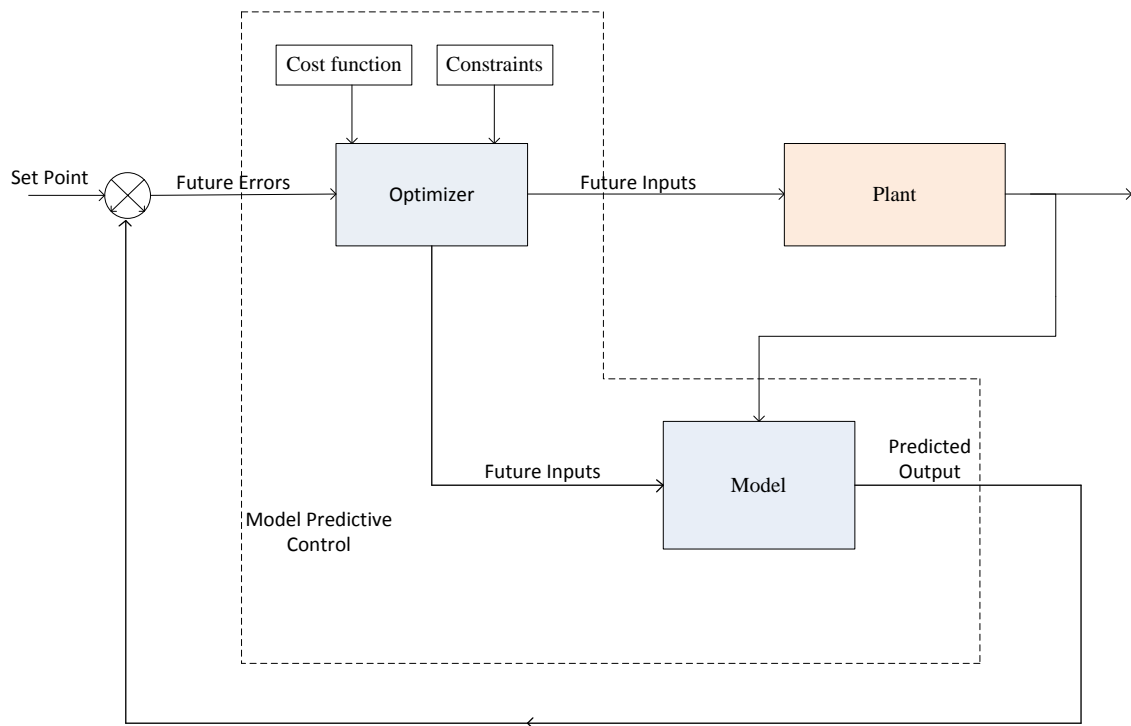 Cost function
Constraints
Set Point
Future Errors
Optimizer
Future Inputs
Plant
Future Inputs
Model
Predicted
Output
Model Predictive
Control